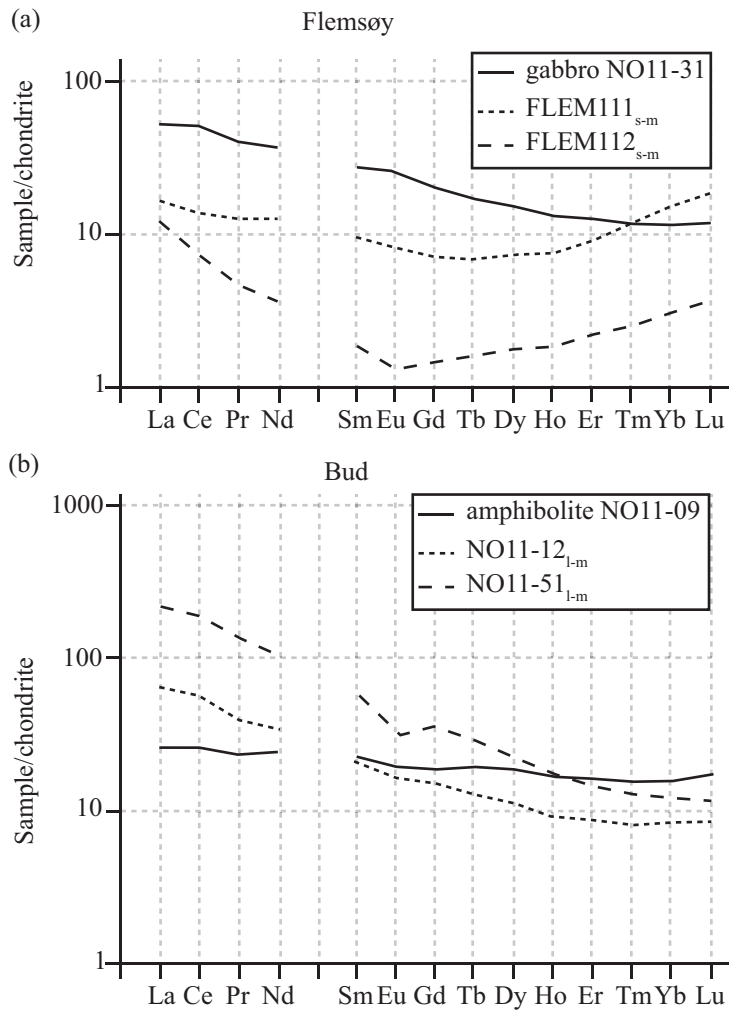 (a)
Flemsøy
Sample/chondrite
100
10
1
gabbro NO11-31
FLEM111s-m
FLEM112s-m
La Ce Pr Nd Sm Eu Gd Tb Dy Ho Er Tm Yb Lu
(b)
Bud
Sample/chondrite
1000
100
10
1
amphibolite NO11-09
NO11-12l-m
NO11-51l-m
La Ce Pr Nd Sm Eu Gd Tb Dy Ho Er Tm Yb Lu